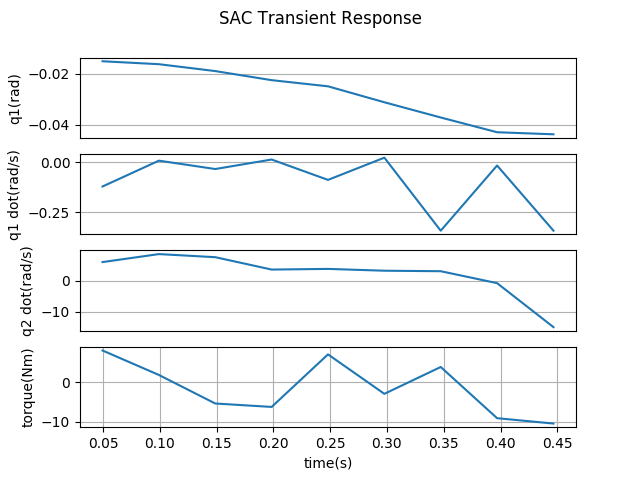 SAC Transient Response
q1(rad)
−0.02
−0.04
q1 dot(rad/s)
0.00
−0.25
q2 dot(rad/s)
0
−10
torque(Nm)
0
−10
0.05 0.10 0.15 0.20 0.25 0.30 0.35 0.40 0.45
time(s)